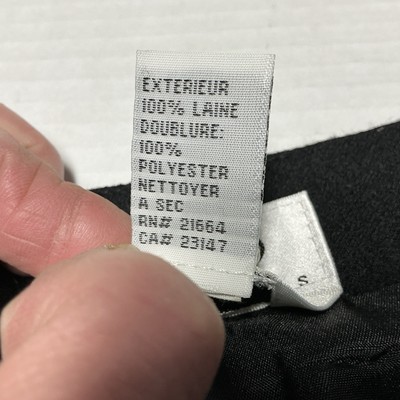 EXTERIEUR
100% LAINE
DOUBLURE:
100%
POLYESTER
NETTOYER
A SEC
RN# 21664
CA# 23147
S